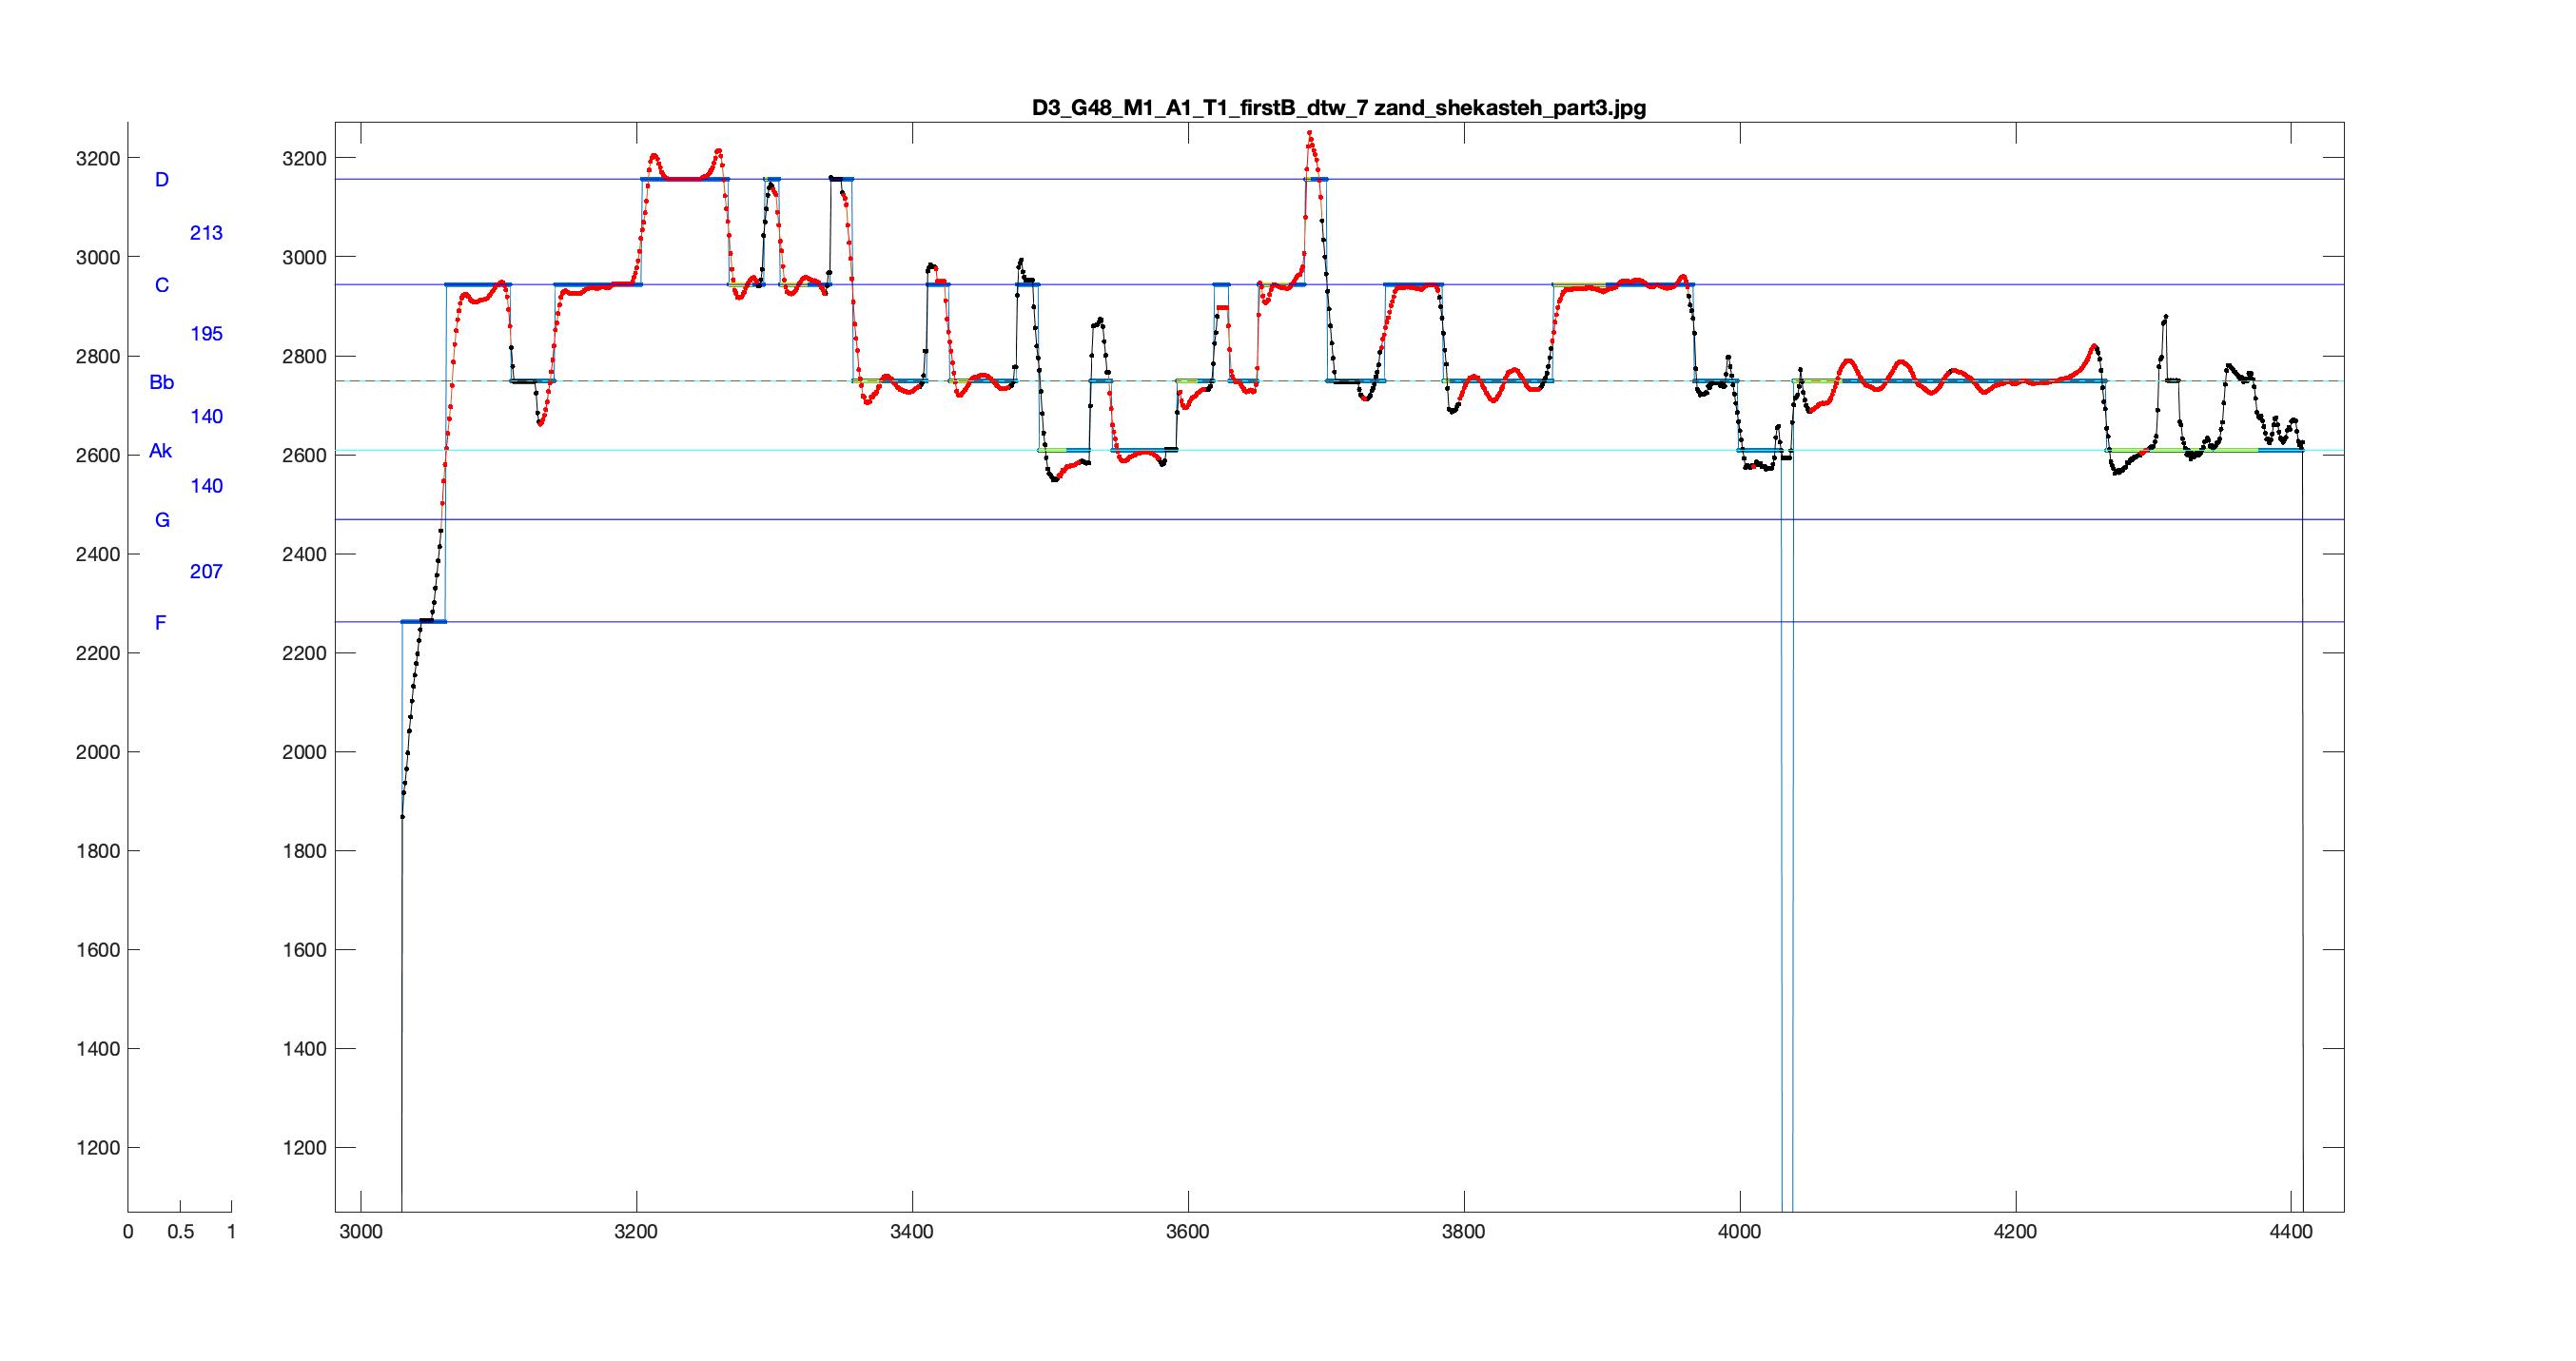 D3_G48_M1_A1_T1_firstB_dtw_7 zand_shekasteh_part3.jpg
3200 D 3200
213
3000 C 3000
195
2800 Bb 2800
140
2600 Ak 2600
140
G
2400 2400
207
F
2200 2200
2000 2000
1800 1800
1600 1600
1400 1400
1200 1200
0 0.5 1 3000 3200 3400 3600 3800 4000 4200 4400